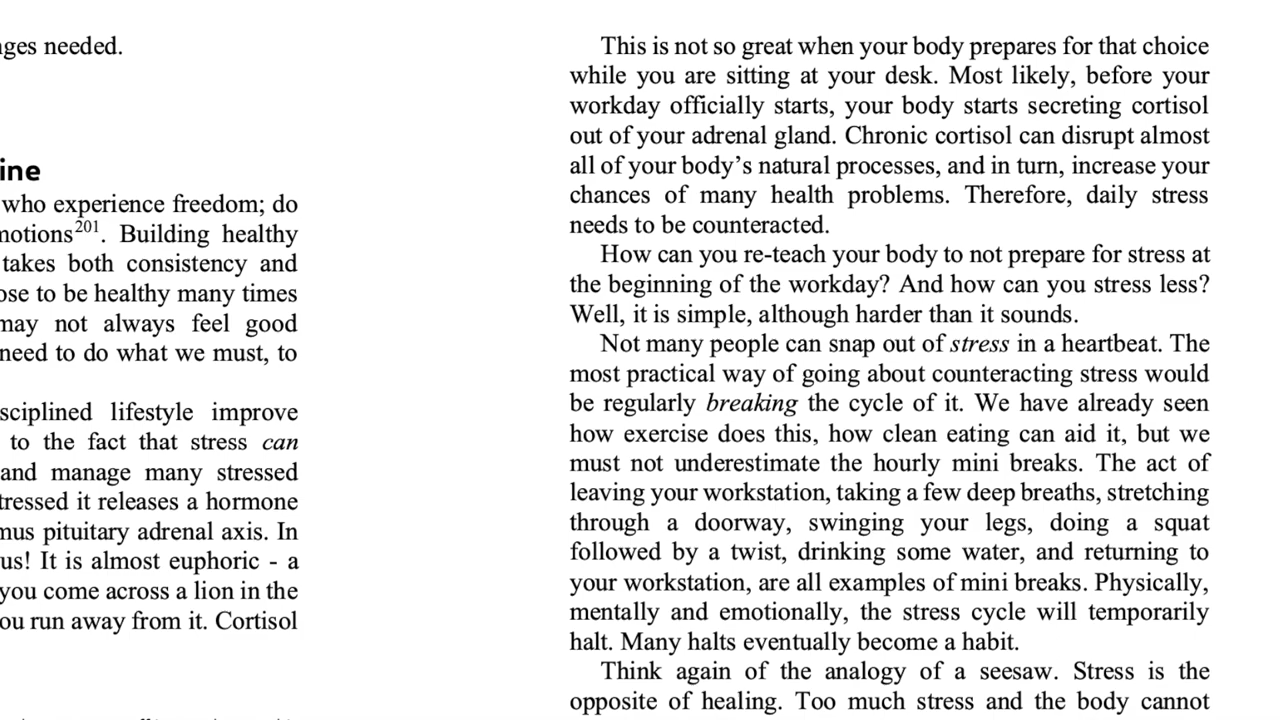 ges needed.
ine
who experience freedom; do
motions201. Building healthy
takes both consistency and
ose to be healthy many times
may not always feel good
need to do what we must, to
sciplined lifestyle improve
to the fact that stress can
and manage many stressed
tressed it releases a hormone
mus pituitary adrenal axis. In
us! It is almost euphoric - a
you come across a lion in the
ou run away from it. Cortisol
This is not so great when your body prepares for that choice
while you are sitting at your desk. Most likely, before your
workday officially starts, your body starts secreting cortisol
out of your adrenal gland. Chronic cortisol can disrupt almost
all of your body’s natural processes, and in turn, increase your
chances of many health problems. Therefore, daily stress
needs to be counteracted.
How can you re-teach your body to not prepare for stress at
the beginning of the workday? And how can you stress less?
Well, it is simple, although harder than it sounds.
Not many people can snap out of stress in a heartbeat. The
most practical way of going about counteracting stress would
be regularly breaking the cycle of it. We have already seen
how exercise does this, how clean eating can aid it, but we
must not underestimate the hourly mini breaks. The act of
leaving your workstation, taking a few deep breaths, stretching
through a doorway, swinging your legs, doing a squat
followed by a twist, drinking some water, and returning to
your workstation, are all examples of mini breaks. Physically,
mentally and emotionally, the stress cycle will temporarily
halt. Many halts eventually become a habit.
Think again of the analogy of a seesaw. Stress is the
opposite of healing. Too much stress and the body cannot